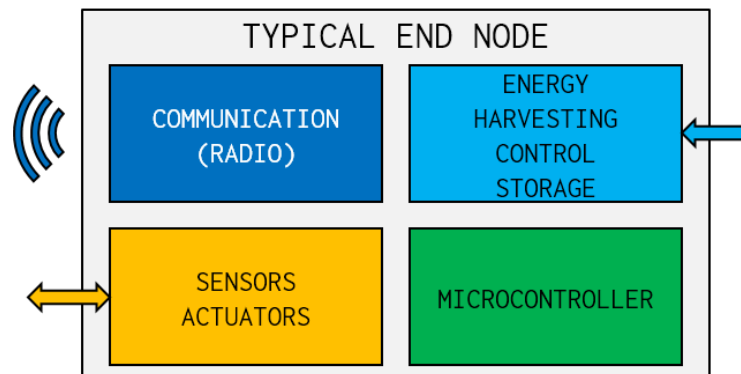 TYPICAL END NODE
COMMUNICATION
(RADIO)
ENERGY
HARVESTING
CONTROL
STORAGE
SENSORS
ACTUATORS
MICROCONTROLLER